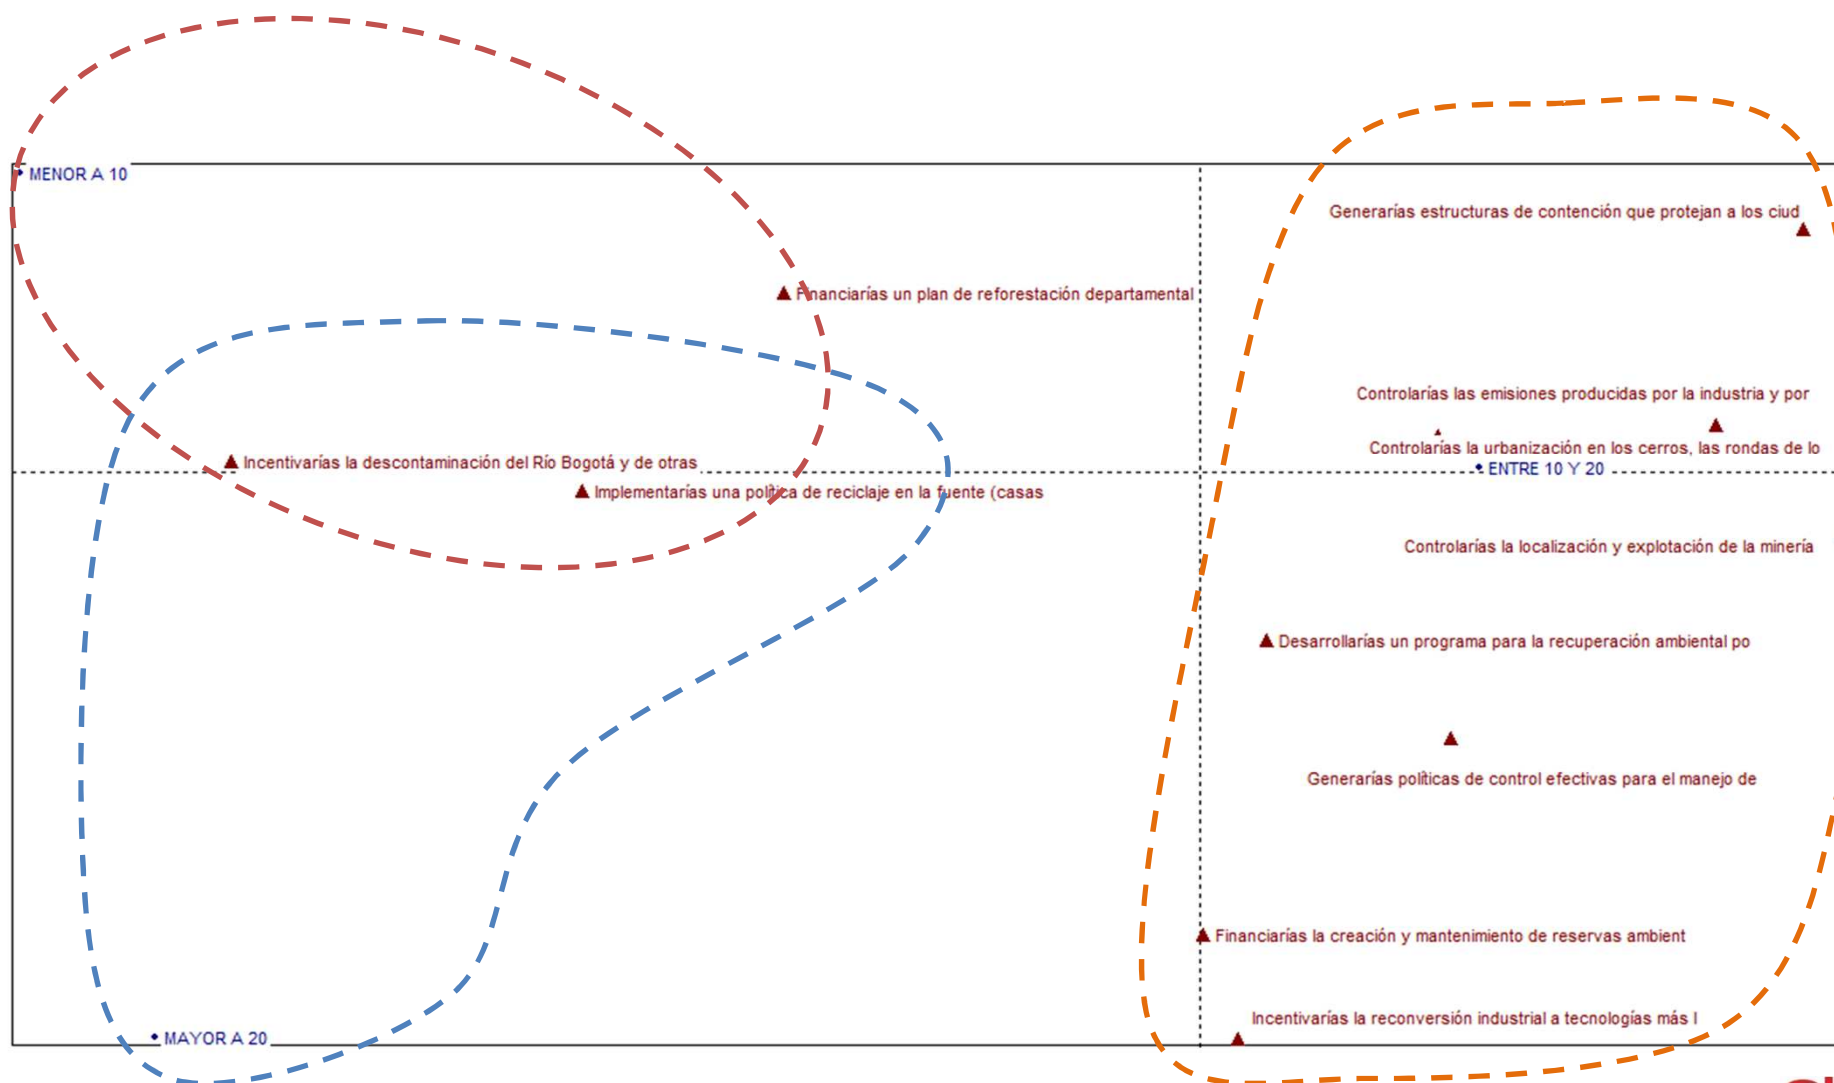 MENOR A 10
Generarías estructuras de contención que protejan a los ciud
Financiarías un plan de reforestación departamental
Controlarías las emisiones producidas por la industria y por
Controlarías la urbanización en los cerros, las rondas de lo
Incentivarías la descontaminación del Río Bogotá y de otras
ENTRE 10 Y 20
Implementarías una política de reciclaje en la fuente (casas
Controlarías la localización y explotación de la minería
Desarrollarías un programa para la recuperación ambiental po
Generarías políticas de control efectivas para el manejo de
Financiarías la creación y mantenimiento de reservas ambient
Incentivarías la reconversión industrial a tecnologías más l
MAYOR A 20